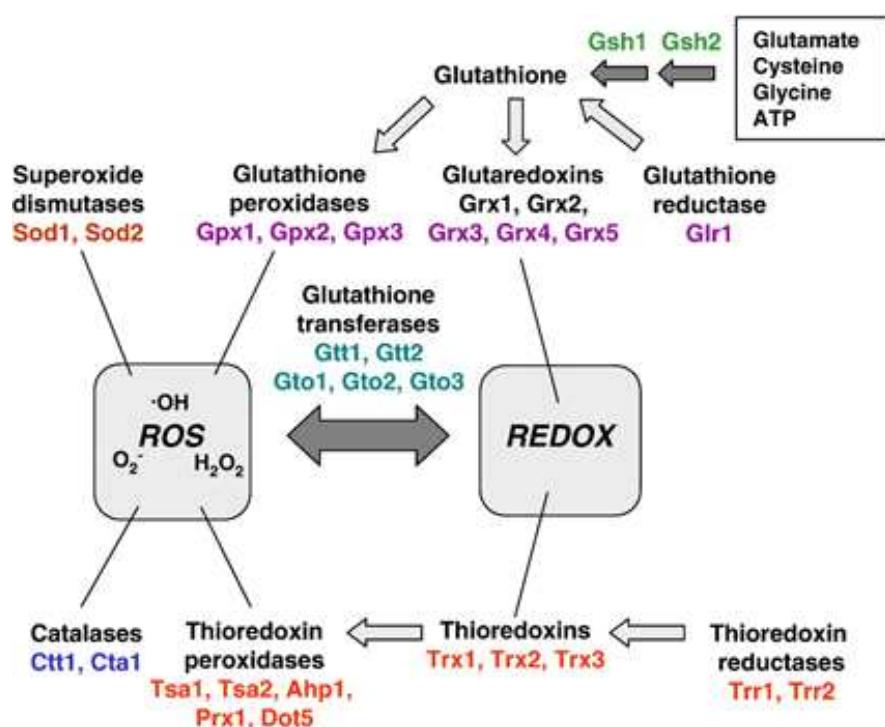 Gsh1 Gsh2
Glutamate
Cysteine
Glycine
ATP
Glutathione
Superoxide
dismutases
Sod1, Sod2
Glutathione
peroxidases
Gpx1, Gpx2, Gpx3
Glutaredoxins
Grx1, Grx2,
Grx3, Grx4, Grx5
Glutathione
reductase
Glr1
Glutathione
transferases
Gtt1, Gtt2
Gto1, Gto2, Gto3
·OH
ROS
O₂⁻
H₂O₂
REDOX
Catalases
Ctt1, Cta1
Thioredoxin
peroxidases
Tsa1, Tsa2, Ahp1,
Prx1, Dot5
Thioredoxins
Trx1, Trx2, Trx3
Thioredoxin
reductases
Trr1, Trr2